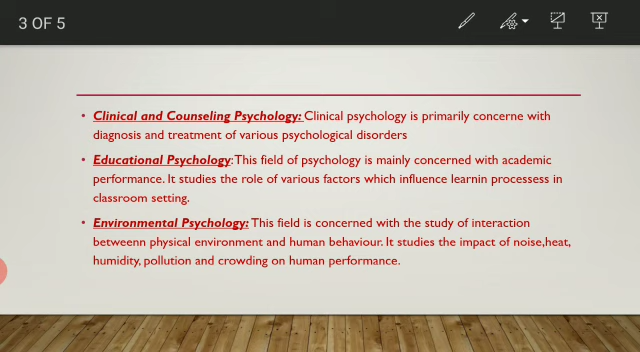 3 OF 5
• Clinical and Counseling Psychology: Clinical psychology is primarily concerne with
diagnosis and treatment of various psychological disorders
• Educational Psychology:This field of psychology is mainly concerned with academic
performance. It studies the role of various factors which influence learnin processess in
classroom setting.
• Environmental Psychology: This field is concerned with the study of interaction
betweenn physical environment and human behaviour. It studies the impact of noise,heat,
humidity, pollution and crowding on human performance.